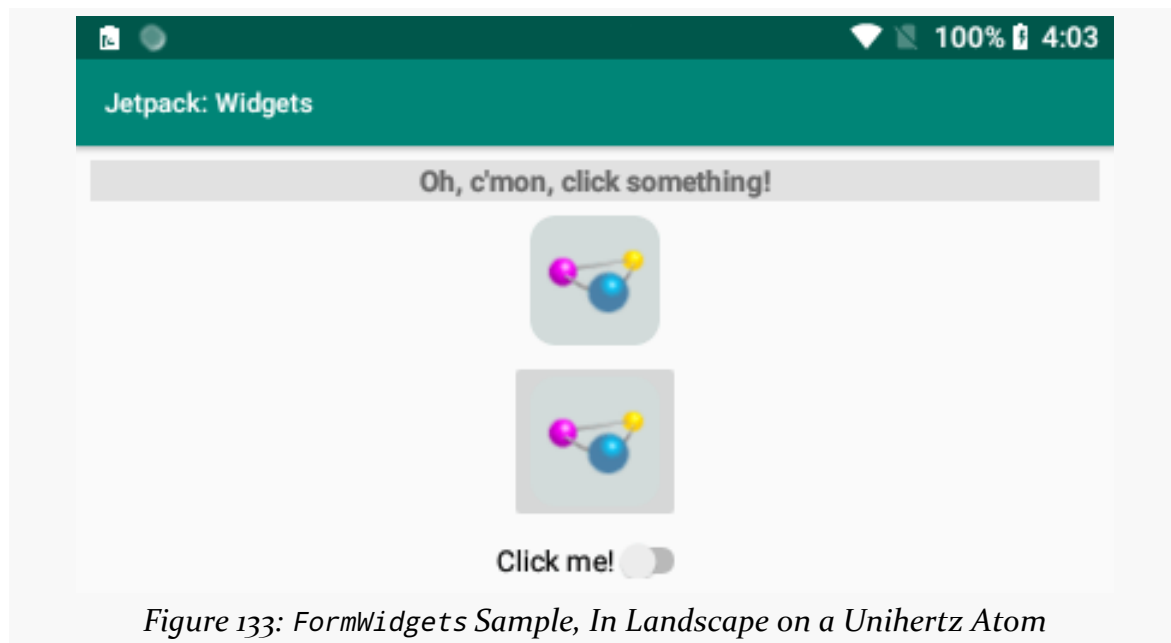 100% 4:03
Jetpack: Widgets
Oh, c'mon, click something!
Click me!
Figure 133: FormWidgets Sample, In Landscape on a Unihertz Atom